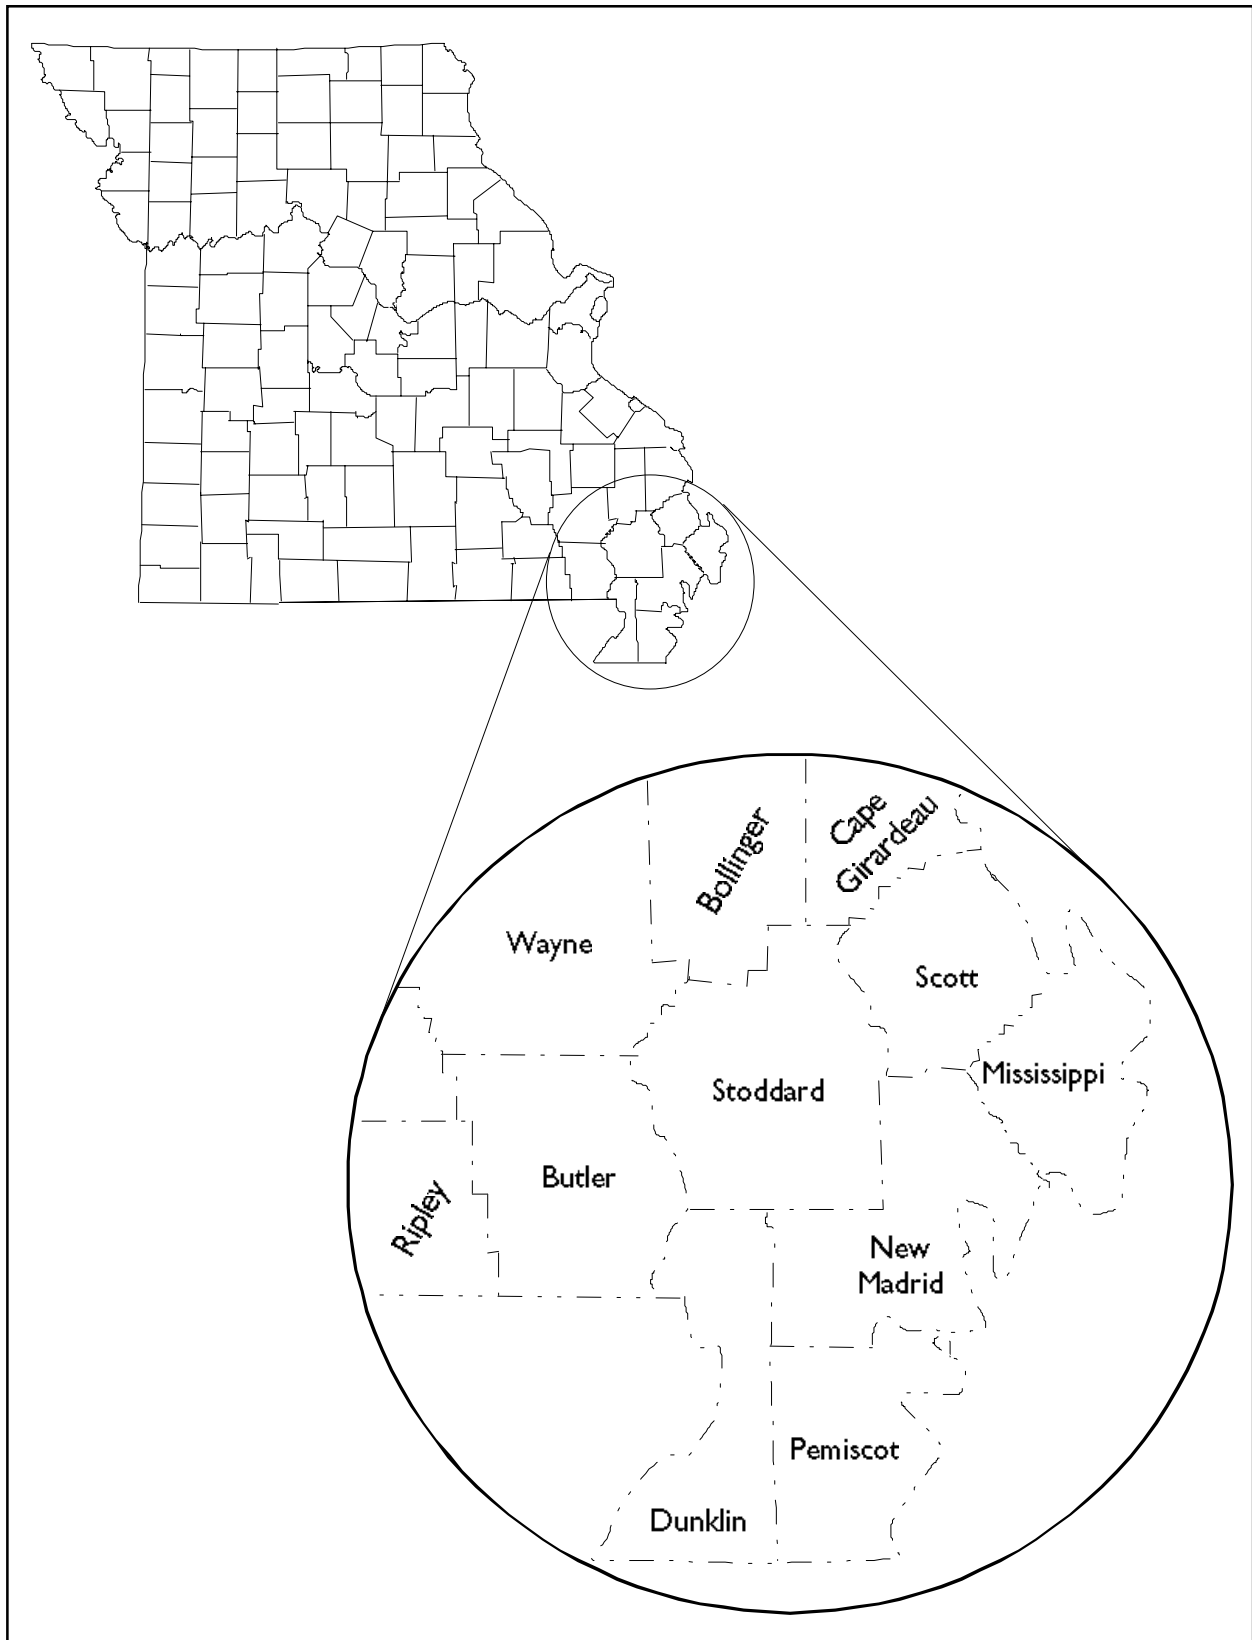 Cape
Girardeau
Bollinger
Wayne
Scott
Mississippi
Stoddard
Butler
Ripley
New
Madrid
Pemiscot
Dunklin